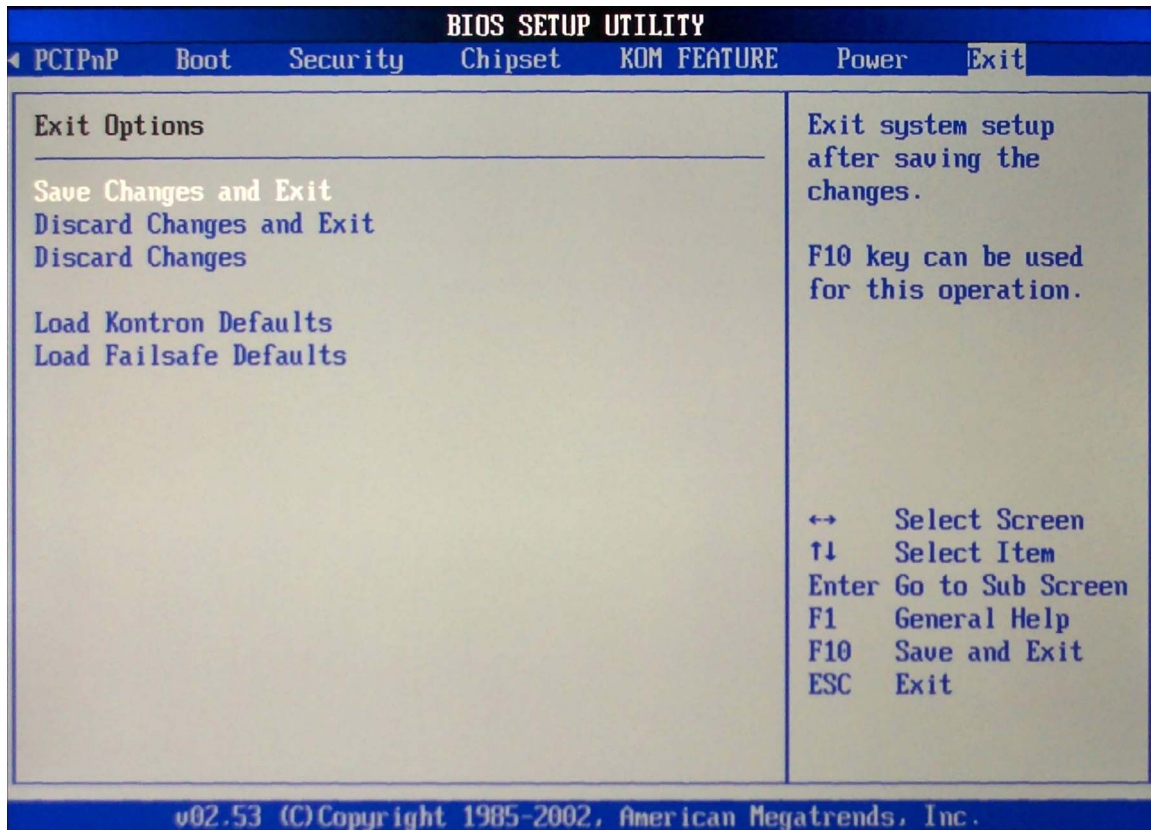 BIOS SETUP UTILITY
PCIPnP Boot Security Chipset KOM FEATURE Power Exit
Exit Options
Save Changes and Exit
Discard Changes and Exit
Discard Changes
Load Kontron Defaults
Load Failsafe Defaults
Exit system setup
after saving the
changes.
F10 key can be used
for this operation.
↔ Select Screen
↑↓ Select Item
Enter Go to Sub Screen
F1 General Help
F10 Save and Exit
ESC Exit
v02.53 (C)Copyright 1985-2002, American Megatrends, Inc.